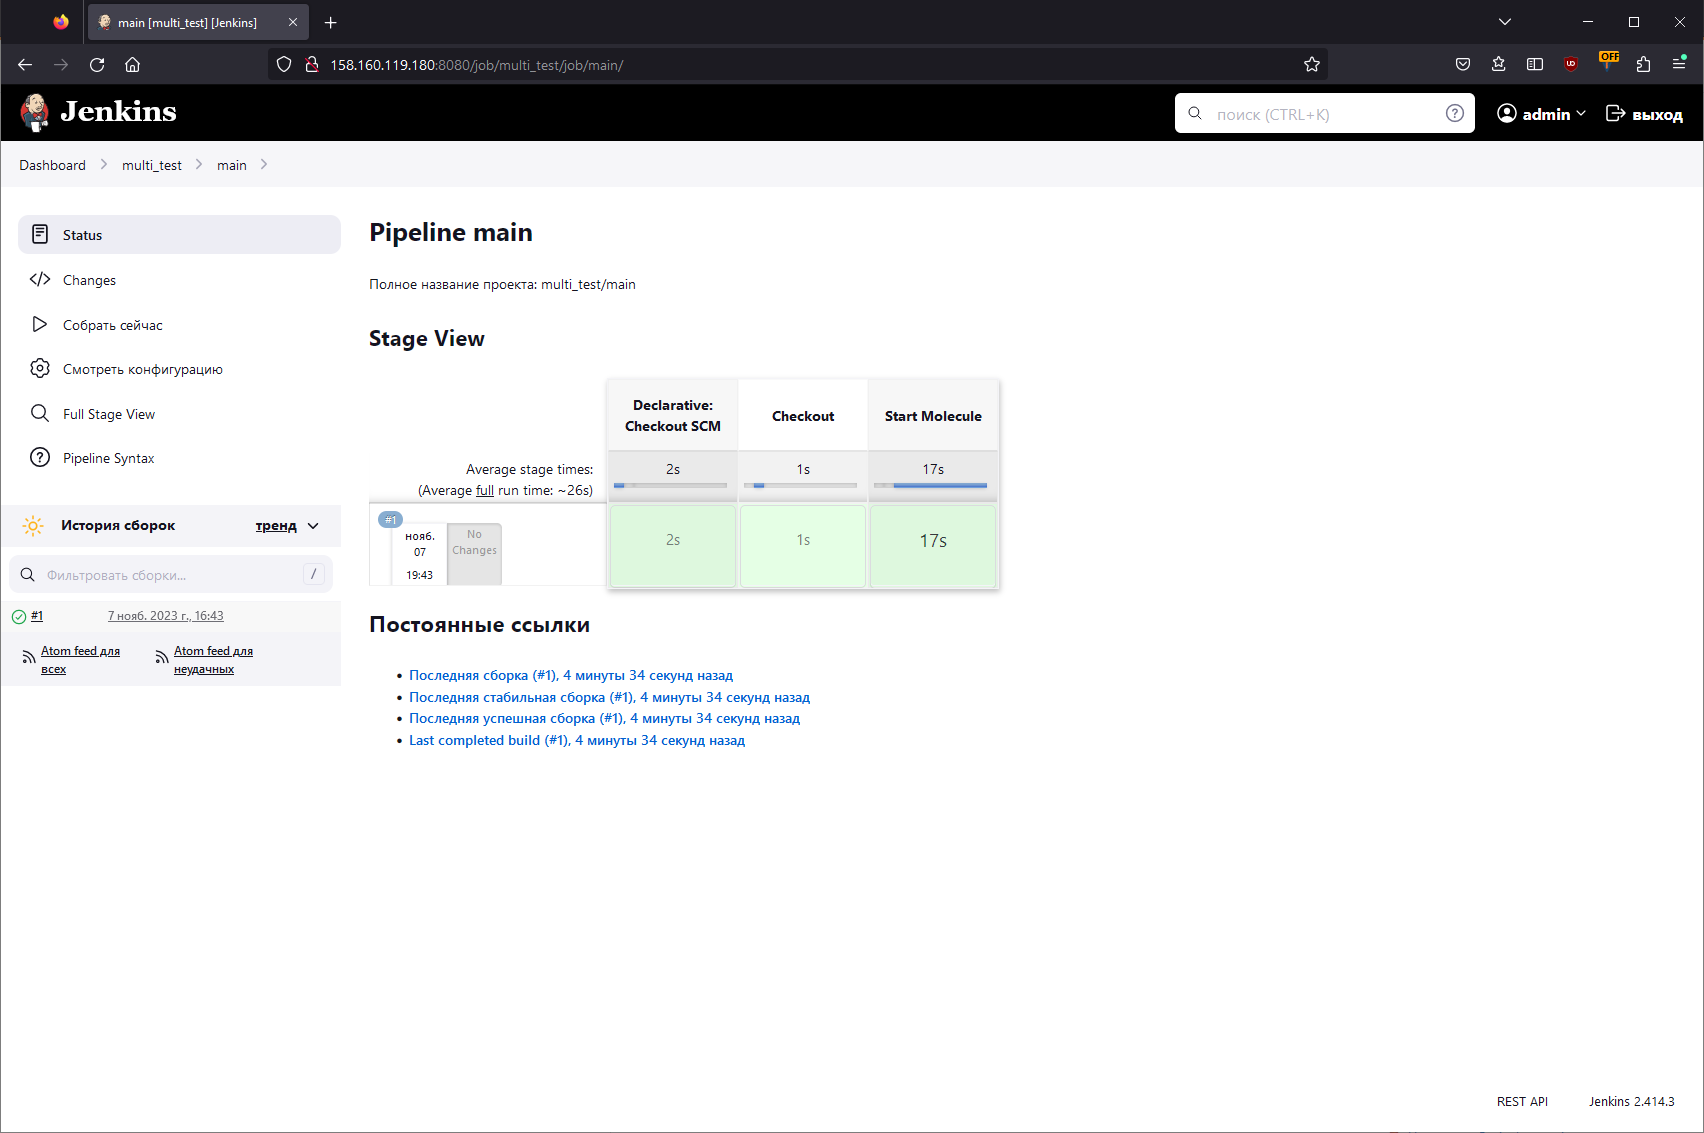 main [multi_test] [Jenkins]
158.160.119.180:8080/job/multi_test/job/main/
OFF
Jenkins
поиск (CTRL+K)
admin
выход
Dashboard
multi_test
main
Status
Changes
Собрать сейчас
Смотреть конфигурацию
Full Stage View
Pipeline Syntax
История сборок
тренд
Фильтровать сборки...
/
#1
7 нояб. 2023 г., 16:43
Atom feed для
всех
Atom feed для
неудачных
Pipeline main
Полное название проекта: multi_test/main
Stage View
Declarative:
Checkout SCM
Checkout
Start Molecule
Average stage times:
(Average full run time: ~26s)
2s
1s
17s
#1
нояб.
07
19:43
No
Changes
2s
1s
17s
Постоянные ссылки
Последняя сборка (#1), 4 минуты 34 секунд назад
Последняя стабильная сборка (#1), 4 минуты 34 секунд назад
Последняя успешная сборка (#1), 4 минуты 34 секунд назад
Last completed build (#1), 4 минуты 34 секунд назад
REST API
Jenkins 2.414.3